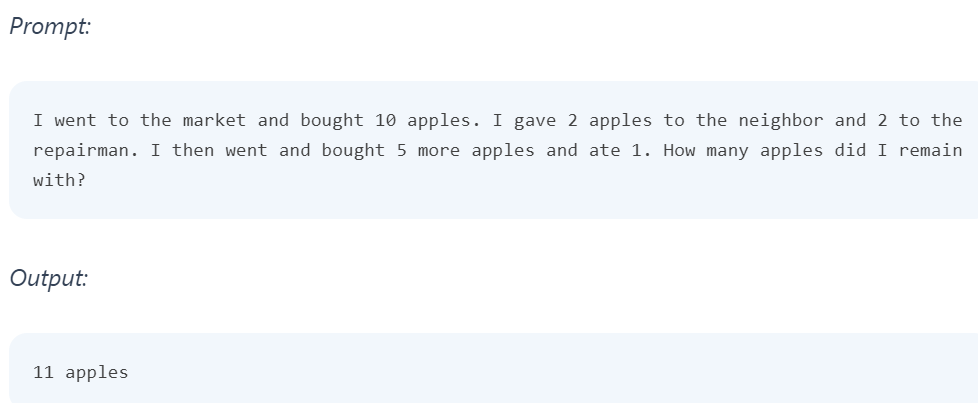 Prompt:
I went to the market and bought 10 apples. I gave 2 apples to the neighbor and 2 to the
repairman. I then went and bought 5 more apples and ate 1. How many apples did I remain
with?
Output:
11 apples